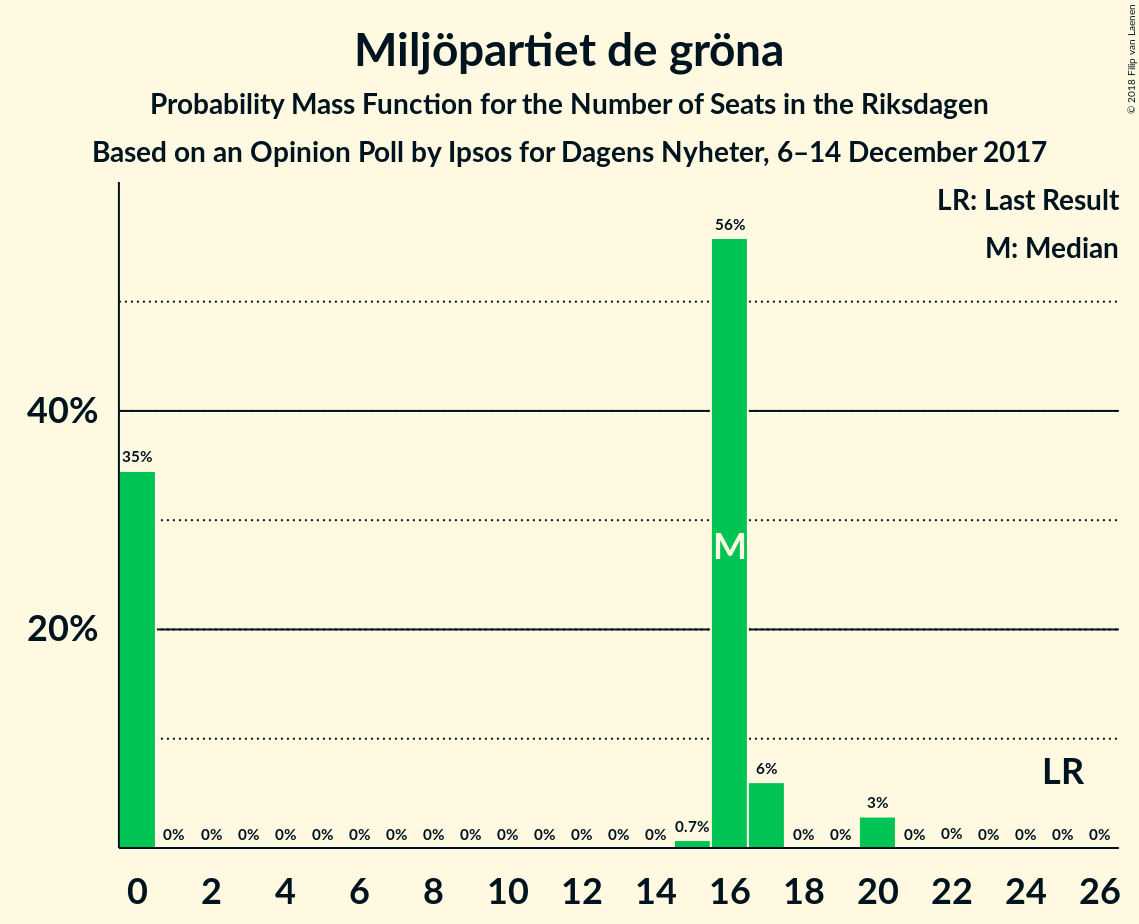 Miljöpartiet de gröna
Probability Mass Function for the Number of Seats in the Riksdagen
Based on an Opinion Poll by Ipsos for Dagens Nyheter, 6–14 December 2017
© 2018 Filip van Laenen
LR: Last Result
M: Median
56%
40%
35%
M
20%
LR
6%
3%
0.7%
0% 0% 0% 0% 0% 0% 0% 0% 0% 0% 0% 0% 0% 0% 0% 0% 0% 0% 0% 0% 0% 0%
0 2 4 6 8 10 12 14 16 18 20 22 24 26